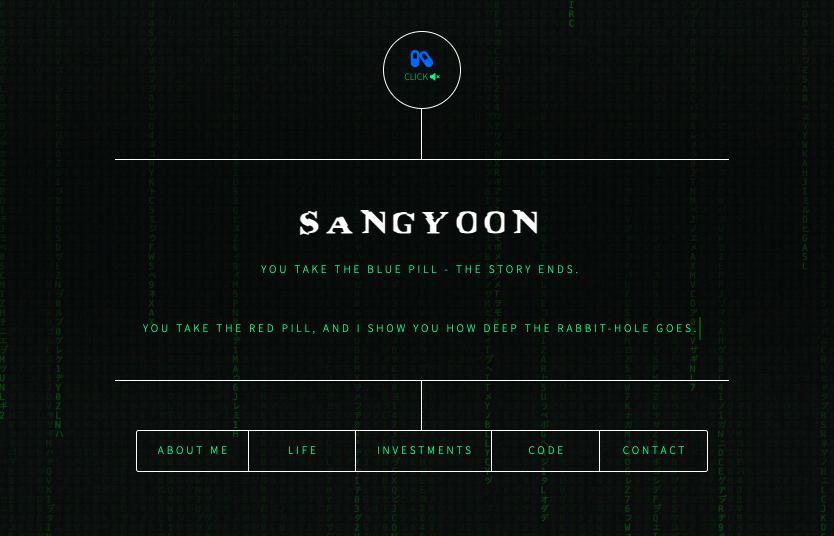 CLICK
SANGYOON
YOU TAKE THE BLUE PILL - THE STORY ENDS.
YOU TAKE THE RED PILL, AND I SHOW YOU HOW DEEP THE RABBIT-HOLE GOES.
ABOUT ME
LIFE
INVESTMENTS
CODE
CONTACT